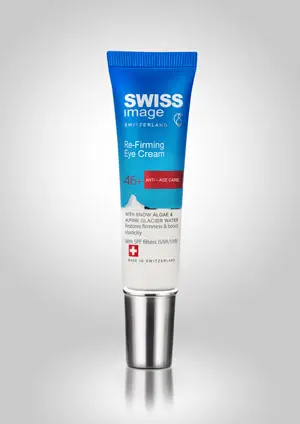 SWISS
image
SWITZERLAND
Re-Firming
Eye Cream
46+ ANTI-AGE CARE
WITH SNOW ALGAE &
ALPINE GLACIER WATER
Restores firmness & boosts
elasticity
With SPF filters (UVA/UVB)
MADE IN SWITZERLAND